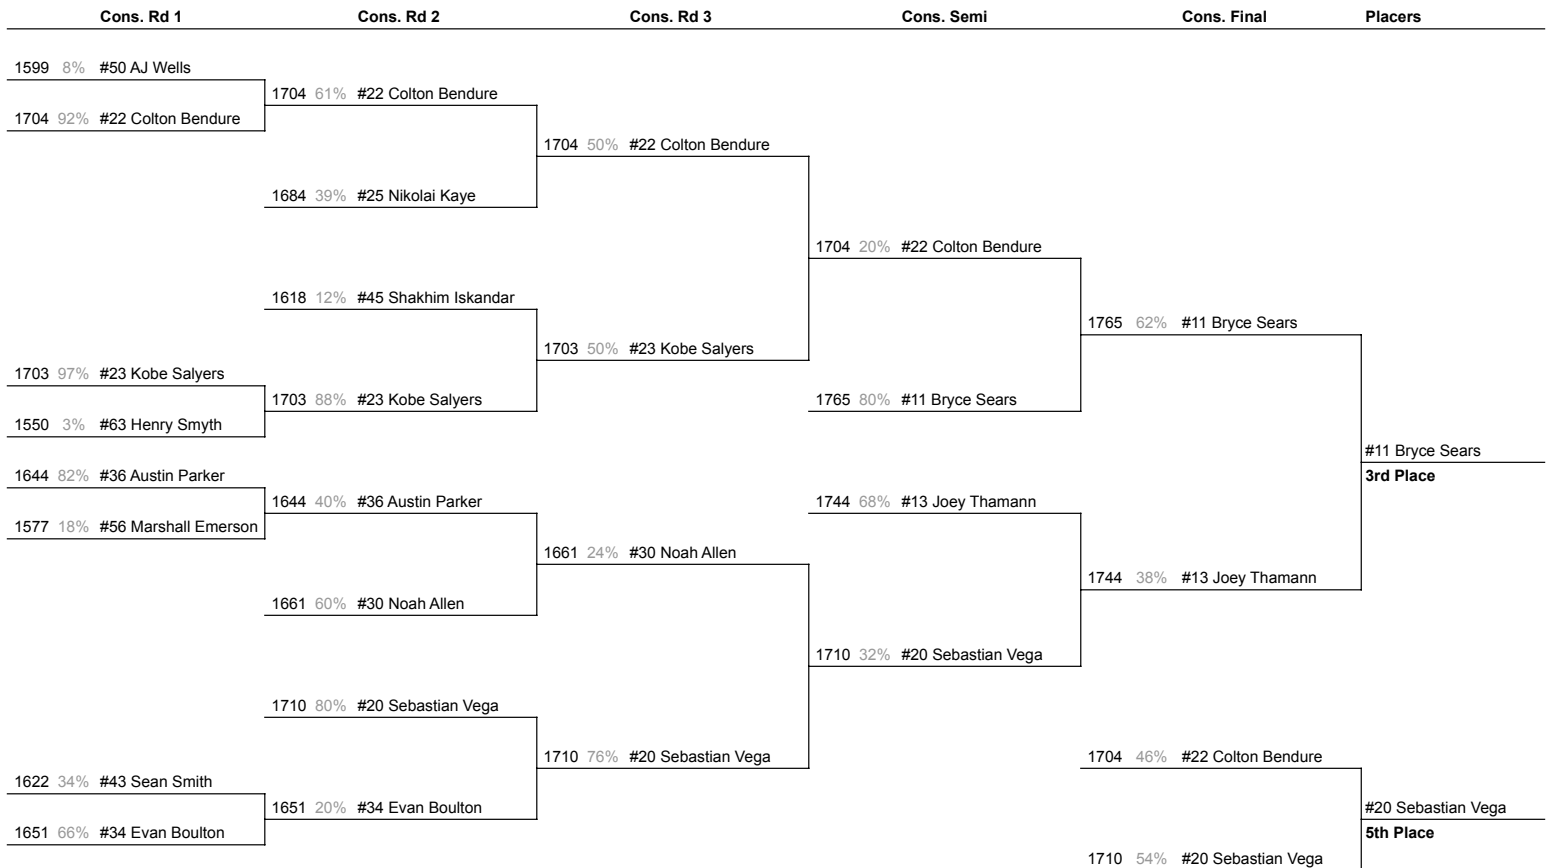 Cons. Rd 1 Cons. Rd 2 Cons. Rd 3 Cons. Semi Cons. Final Placers
1599 8% #50 AJ Wells
1704 61% #22 Colton Bendure
1704 92% #22 Colton Bendure
1704 50% #22 Colton Bendure
1684 39% #25 Nikolai Kaye
1704 20% #22 Colton Bendure
1618 12% #45 Shakhim Iskandar
1765 62% #11 Bryce Sears
1703 50% #23 Kobe Salyers
1703 97% #23 Kobe Salyers
1703 88% #23 Kobe Salyers 1765 80% #11 Bryce Sears
1550 3% #63 Henry Smyth
#11 Bryce Sears
1644 82% #36 Austin Parker 3rd Place
1644 40% #36 Austin Parker 1744 68% #13 Joey Thamann
1577 18% #56 Marshall Emerson
1661 24% #30 Noah Allen
1744 38% #13 Joey Thamann
1661 60% #30 Noah Allen
1710 32% #20 Sebastian Vega
1710 80% #20 Sebastian Vega
1710 76% #20 Sebastian Vega 1704 46% #22 Colton Bendure
1622 34% #43 Sean Smith
1651 20% #34 Evan Boulton #20 Sebastian Vega
1651 66% #34 Evan Boulton 5th Place
1710 54% #20 Sebastian Vega